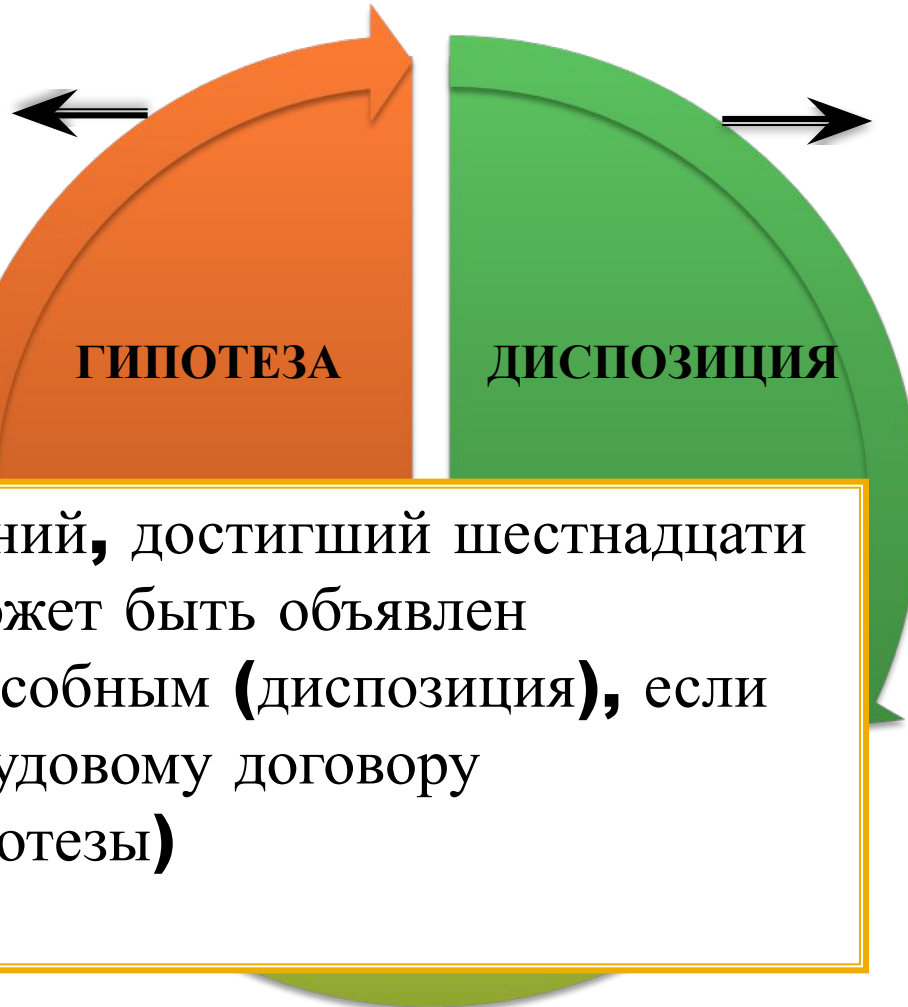 ГИПОТЕЗА ДИСПОЗИЦИЯ
ний, достигший шестнадцати
ожет быть объявлен
собным (диспозиция), если
удовому договору
отезы)